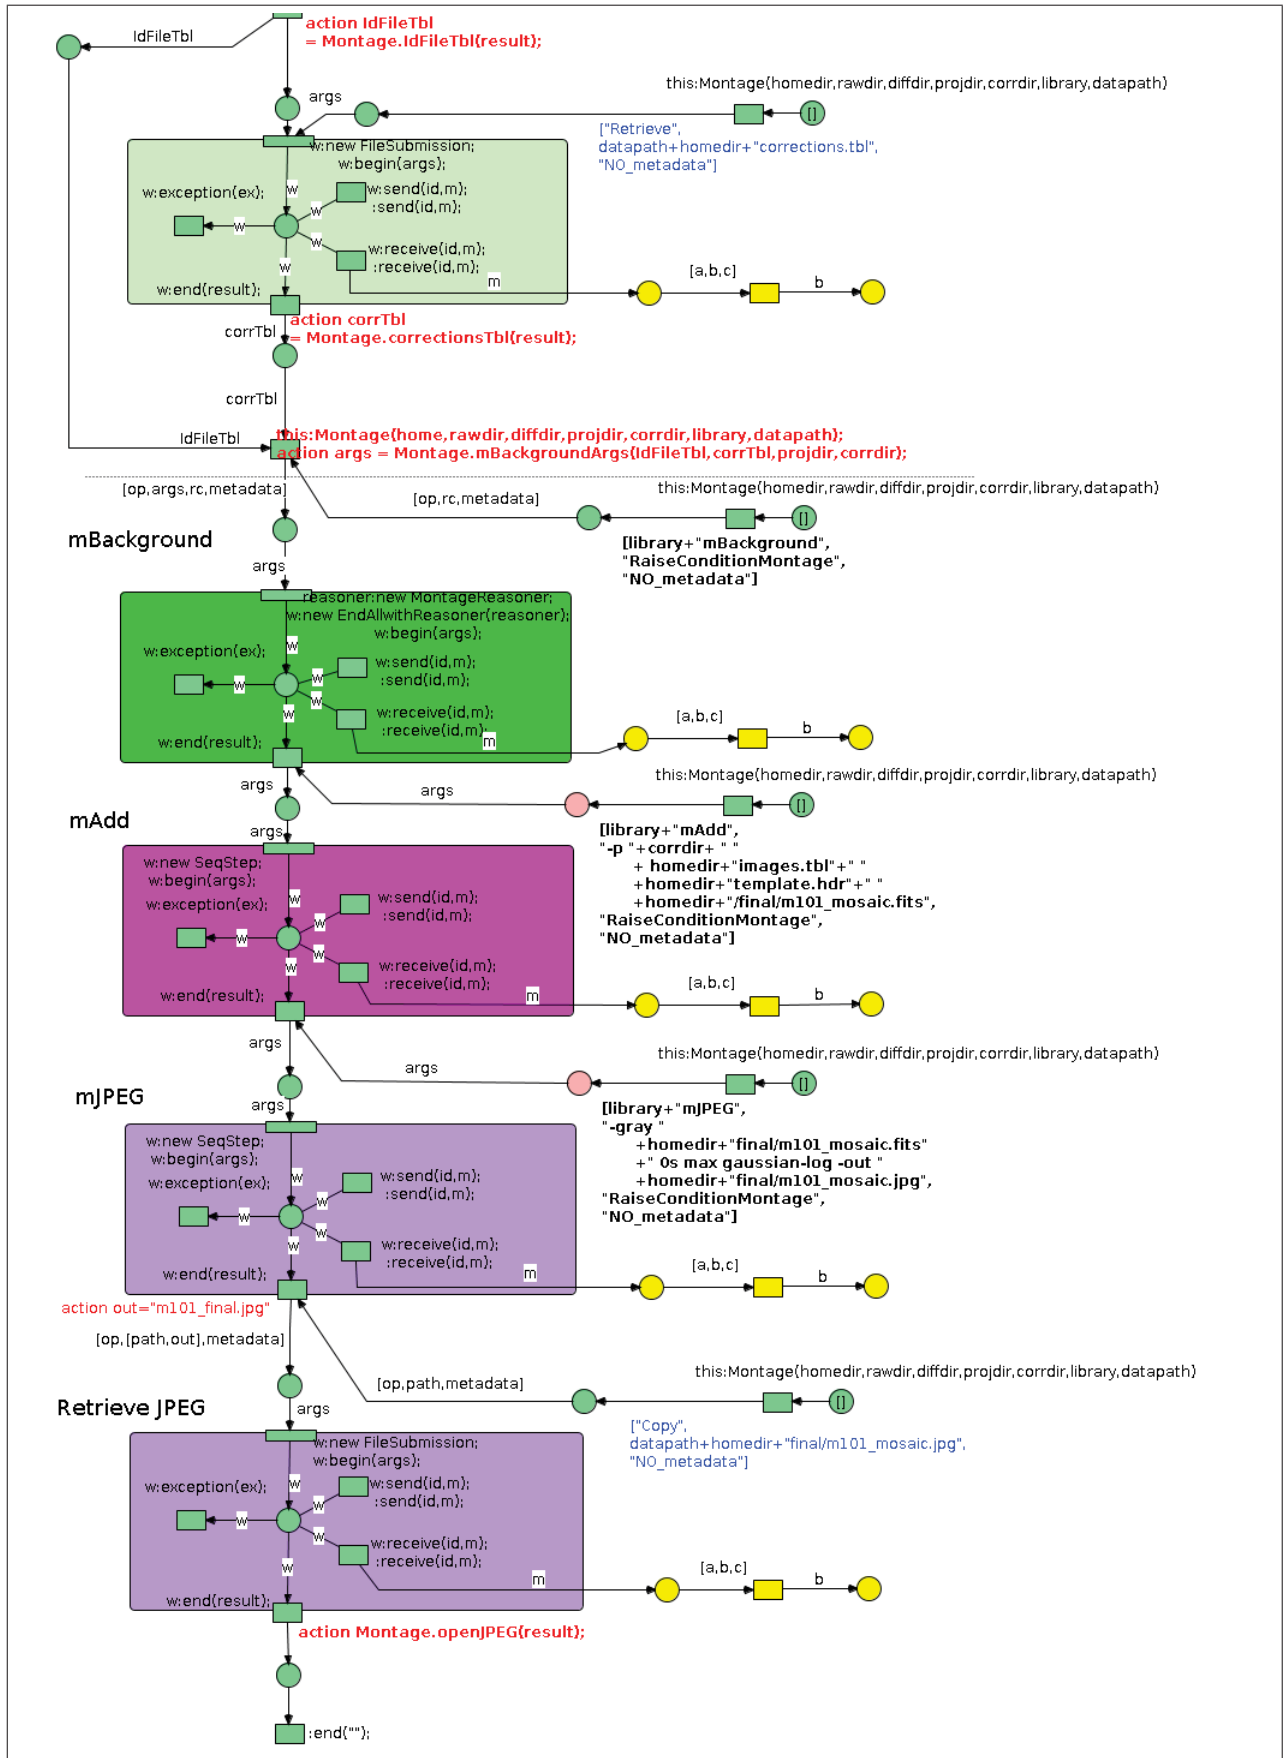 action IdFileTbl
= Montage.IdFileTbl(result);
IdFileTbl
args
this:Montage(homedir,rawdir,diffdir,projdir,corrdir,library,datapath)
[]
["Retrieve",
datapath+homedir+"corrections.tbl",
"NO_metadata"]
w:new FileSubmission;
w:begin(args);
w:exception(ex);
w
w:send(id,m);
:send(id,m);
w
w
w
w:receive(id,m);
:receive(id,m);
w
m
[a,b,c]
b
w:end(result);
action corrTbl
= Montage.correctionsTbl(result);
corrTbl
corrTbl
IdFileTbl
this:Montage(home,rawdir,diffdir,projdir,corrdir,library,datapath);
action args = Montage.mBackgroundArgs(IdFileTbl,corrTbl,projdir,corrdir);
[op,args,rc,metadata]
[op,rc,metadata]
this:Montage(homedir,rawdir,diffdir,projdir,corrdir,library,datapath)
[]
mBackground
[library+"mBackground",
"RaiseConditionMontage",
"NO_metadata"]
args
reasoner:new MontageReasoner;
w:new EndAllwithReasoner(reasoner);
w:begin(args);
w
w:exception(ex);
w:send(id,m);
:send(id,m);
w
w
w
w
w:receive(id,m);
:receive(id,m);
m
[a,b,c]
b
w:end(result);
args
args
this:Montage(homedir,rawdir,diffdir,projdir,corrdir,library,datapath)
[]
mAdd
args
[library+"mAdd",
"-p "+corrdir+ " "
+ homedir+"images.tbl"+" "
+homedir+"template.hdr"+" "
+homedir+"/final/m101_mosaic.fits",
"RaiseConditionMontage",
"NO_metadata"]
w:new SeqStep;
w:begin(args);
w:exception(ex);
w
w:send(id,m);
:send(id,m);
w
w
w
w
w:receive(id,m);
:receive(id,m);
m
[a,b,c]
b
w:end(result);
args
args
this:Montage(homedir,rawdir,diffdir,projdir,corrdir,library,datapath)
[]
mJPEG
args
[library+"mJPEG",
"-gray "
+homedir+"final/m101_mosaic.fits"
+" 0s max gaussian-log -out "
+homedir+"final/m101_mosaic.jpg",
"RaiseConditionMontage",
"NO_metadata"]
w:new SeqStep;
w:begin(args);
w:exception(ex);
w
w:send(id,m);
:send(id,m);
w
w
w
w
w:receive(id,m);
:receive(id,m);
m
[a,b,c]
b
w:end(result);
action out="m101_final.jpg"
[op,[path,out],metadata]
[op,path,metadata]
this:Montage(homedir,rawdir,diffdir,projdir,corrdir,library,datapath)
[]
Retrieve JPEG
args
["Copy",
datapath+homedir+"final/m101_mosaic.jpg",
"NO_metadata"]
w:new FileSubmission;
w:begin(args);
w:exception(ex);
w
w:send(id,m);
:send(id,m);
w
w
w
w:receive(id,m);
:receive(id,m);
w
m
[a,b,c]
b
w:end(result);
action Montage.openJPEG(result);
:end("");